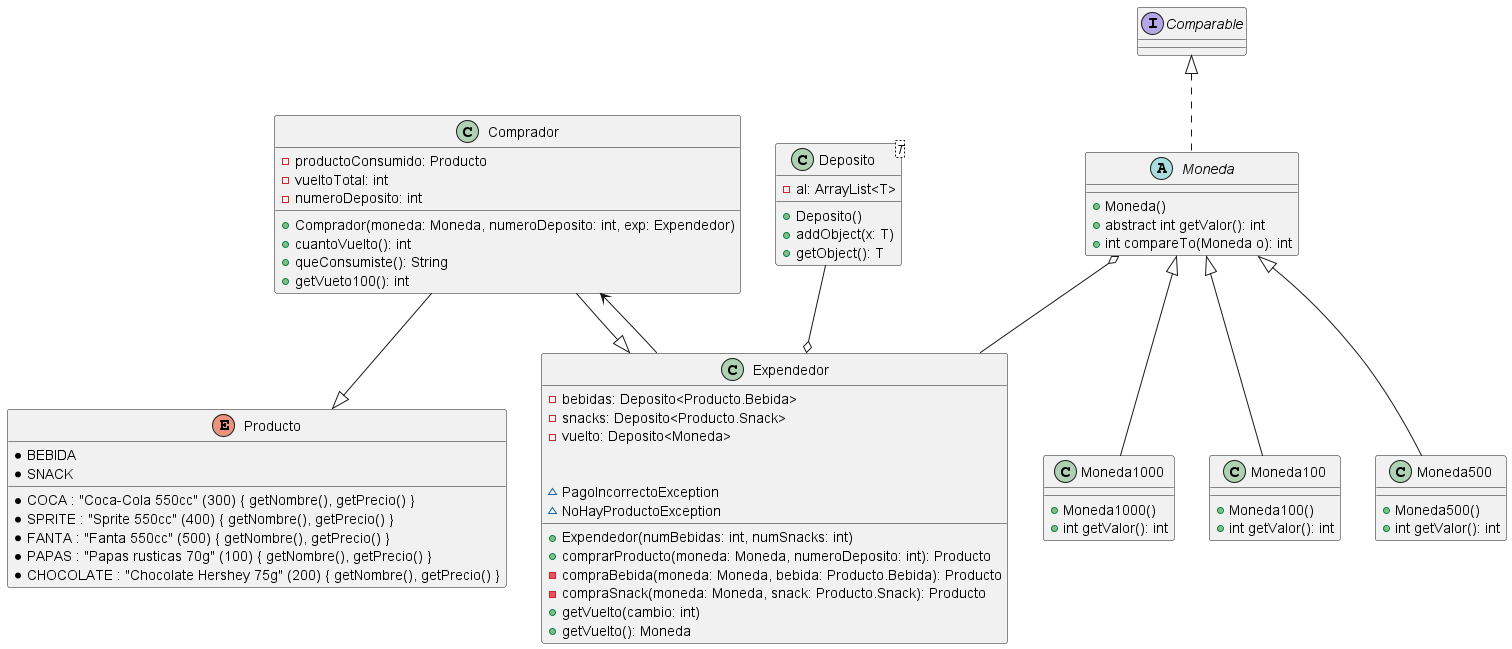 I Comparable
C Comprador
productoConsumido: Producto
vueltoTotal: int
numeroDeposito: int
Comprador(moneda: Moneda, numeroDeposito: int, exp: Expendedor)
cuantoVuelto(): int
queConsumiste(): String
getVueto100(): int
C Deposito T
al: ArrayList<T>
Deposito()
addObject(x: T)
getObject(): T
A Moneda
Moneda()
abstract int getValor(): int
int compareTo(Moneda o): int
E Producto
BEBIDA
SNACK
COCA : "Coca-Cola 550cc" (300) { getNombre(), getPrecio() }
SPRITE : "Sprite 550cc" (400) { getNombre(), getPrecio() }
FANTA : "Fanta 550cc" (500) { getNombre(), getPrecio() }
PAPAS : "Papas rusticas 70g" (100) { getNombre(), getPrecio() }
CHOCOLATE : "Chocolate Hershey 75g" (200) { getNombre(), getPrecio() }
C Expendedor
bebidas: Deposito<Producto.Bebida>
snacks: Deposito<Producto.Snack>
vuelto: Deposito<Moneda>
PagoIncorrectoException
NoHayProductoException
Expendedor(numBebidas: int, numSnacks: int)
comprarProducto(moneda: Moneda, numeroDeposito: int): Producto
compraBebida(moneda: Moneda, bebida: Producto.Bebida): Producto
compraSnack(moneda: Moneda, snack: Producto.Snack): Producto
getVuelto(cambio: int)
getVuelto(): Moneda
C Moneda1000
Moneda1000()
int getValor(): int
C Moneda100
Moneda100()
int getValor(): int
C Moneda500
Moneda500()
int getValor(): int